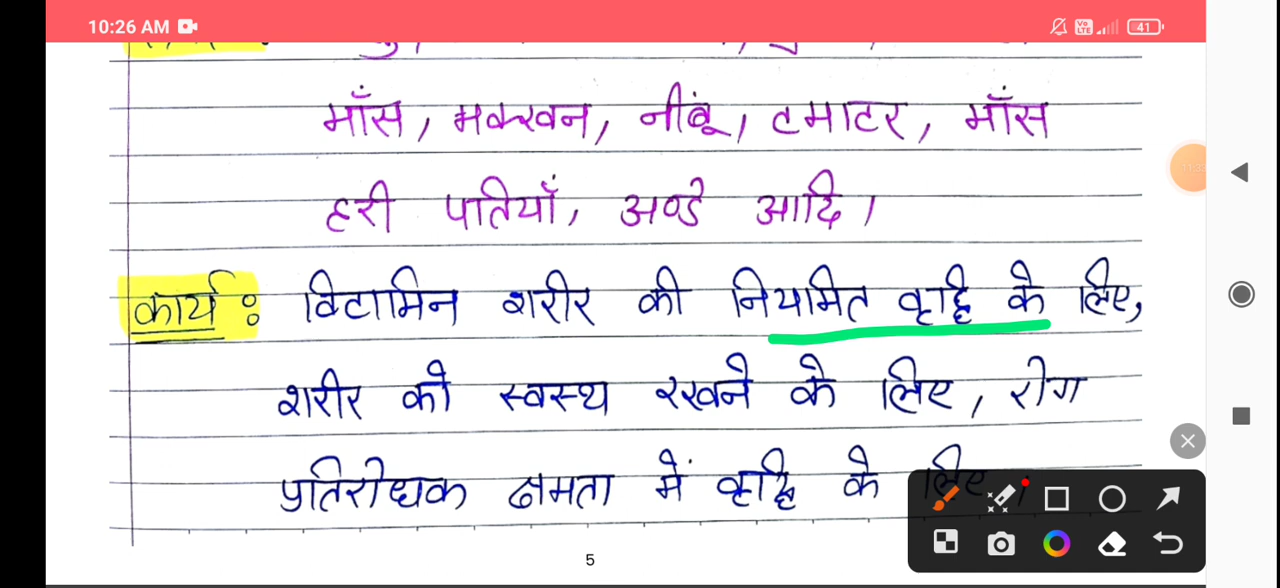 10:26 AM
41
माँस, मक्खन, नींबू, टमाटर, माँस
हरी पतियाँ, अण्डे आदि।
कार्य: विटामिन शरीर की नियमित वृद्धि के लिए,
शरीर को स्वस्थ रखने के लिए, रोग
प्रतिरोधक क्षमता में वृद्धि के लिए
5